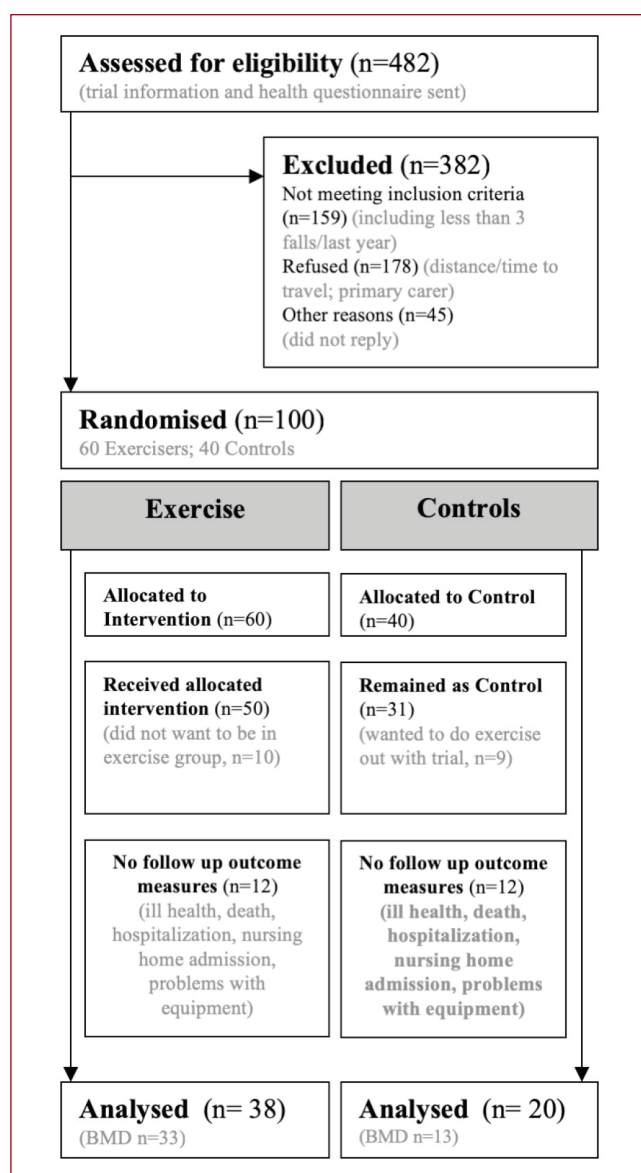 Assessed for eligibility (n=482)
(trial information and health questionnaire sent)
Excluded (n=382)
Not meeting inclusion criteria
(n=159) (including less than 3
falls/last year)
Refused (n=178) (distance/time to
travel; primary carer)
Other reasons (n=45)
(did not reply)
Randomised (n=100)
60 Exercisers; 40 Controls
Exercise
Controls
Allocated to
Intervention (n=60)
Allocated to Control
(n=40)
Received allocated
intervention (n=50)
(did not want to be in
exercise group, n=10)
Remained as Control
(n=31)
(wanted to do exercise
out with trial, n=9)
No follow up outcome
measures (n=12)
(ill health, death,
hospitalization, nursing
home admission,
problems with
equipment)
No follow up outcome
measures (n=12)
(ill health, death,
hospitalization,
nursing home
admission, problems
with equipment)
Analysed (n= 38)
(BMD n=33)
Analysed (n= 20)
(BMD n=13)